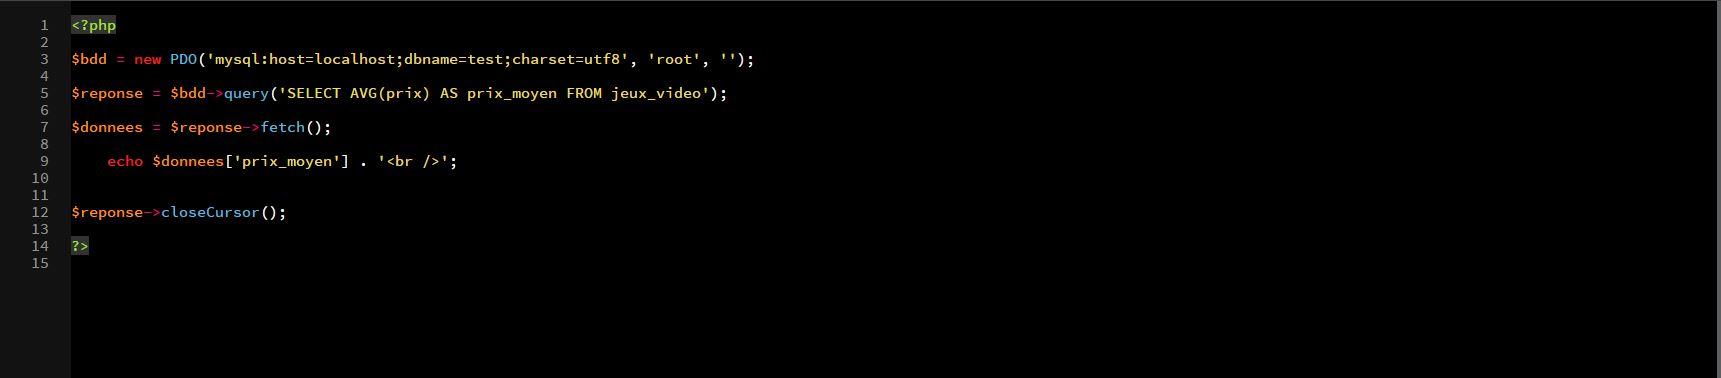 1 <?php
2
3 $bdd = new PDO('mysql:host=localhost;dbname=test;charset=utf8', 'root', '');
4
5 $reponse = $bdd->query('SELECT AVG(prix) AS prix_moyen FROM jeux_video');
6
7 $donnees = $reponse->fetch();
8
9     echo $donnees['prix_moyen'] . '<br />';
10
11
12 $reponse->closeCursor();
13
14 ?>
15